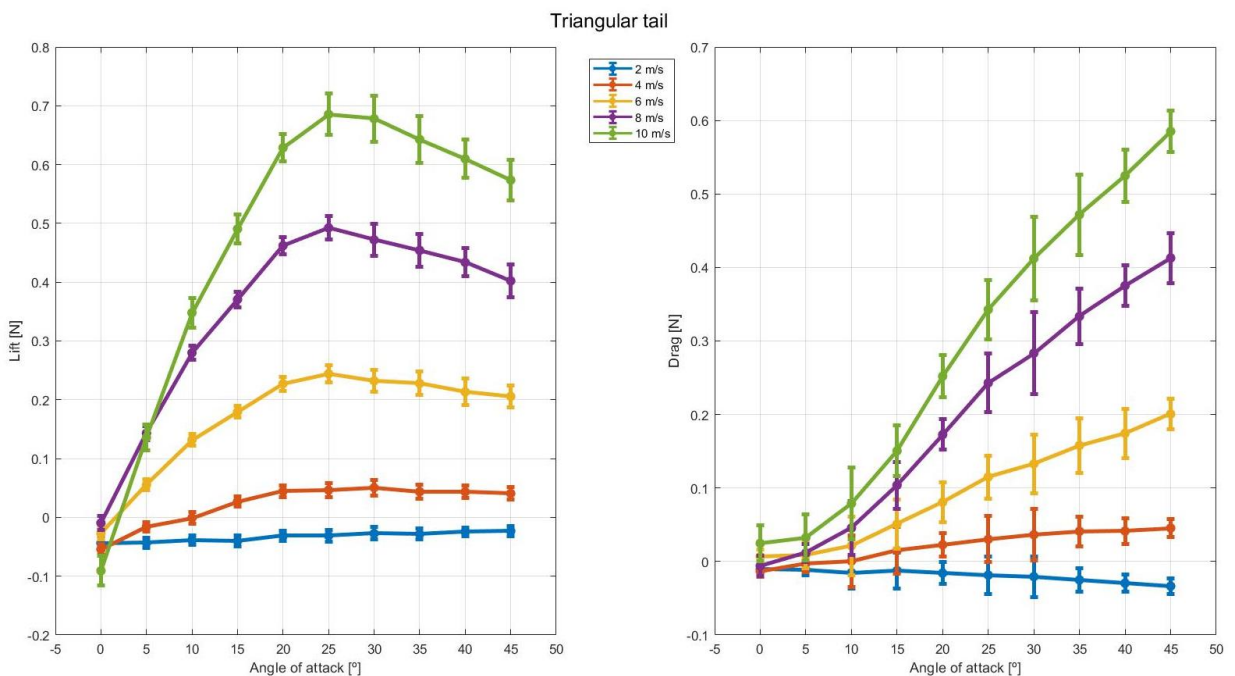 Triangular tail
0.8
0.7
0.6
0.5
0.4
0.3
0.2
0.1
0
-0.1
-0.2
Lift [N]
-5 0 5 10 15 20 25 30 35 40 45 50
Angle of attack [º]
2 m/s
4 m/s
6 m/s
8 m/s
10 m/s
0.7
0.6
0.5
0.4
0.3
0.2
0.1
0
-0.1
Drag [N]
-5 0 5 10 15 20 25 30 35 40 45 50
Angle of attack [º]